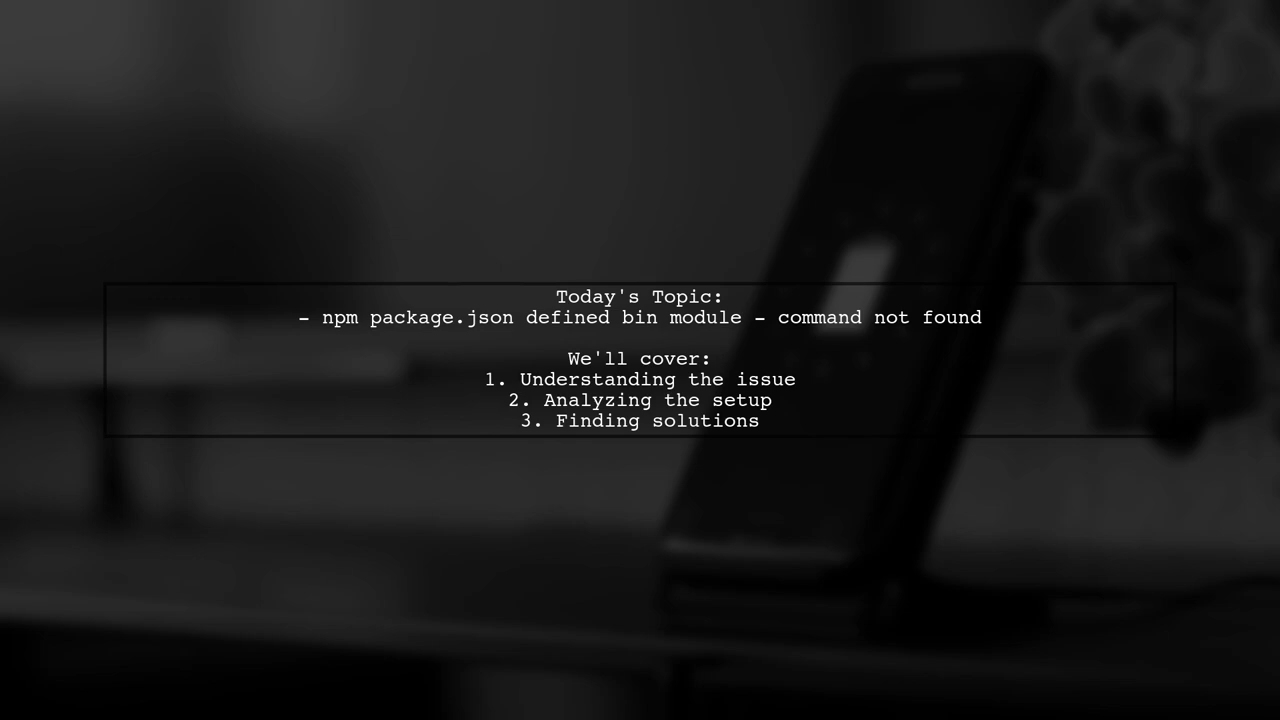 Today's Topic:
- npm package.json defined bin module - command not found
We'll cover:
1. Understanding the issue
2. Analyzing the setup
3. Finding solutions